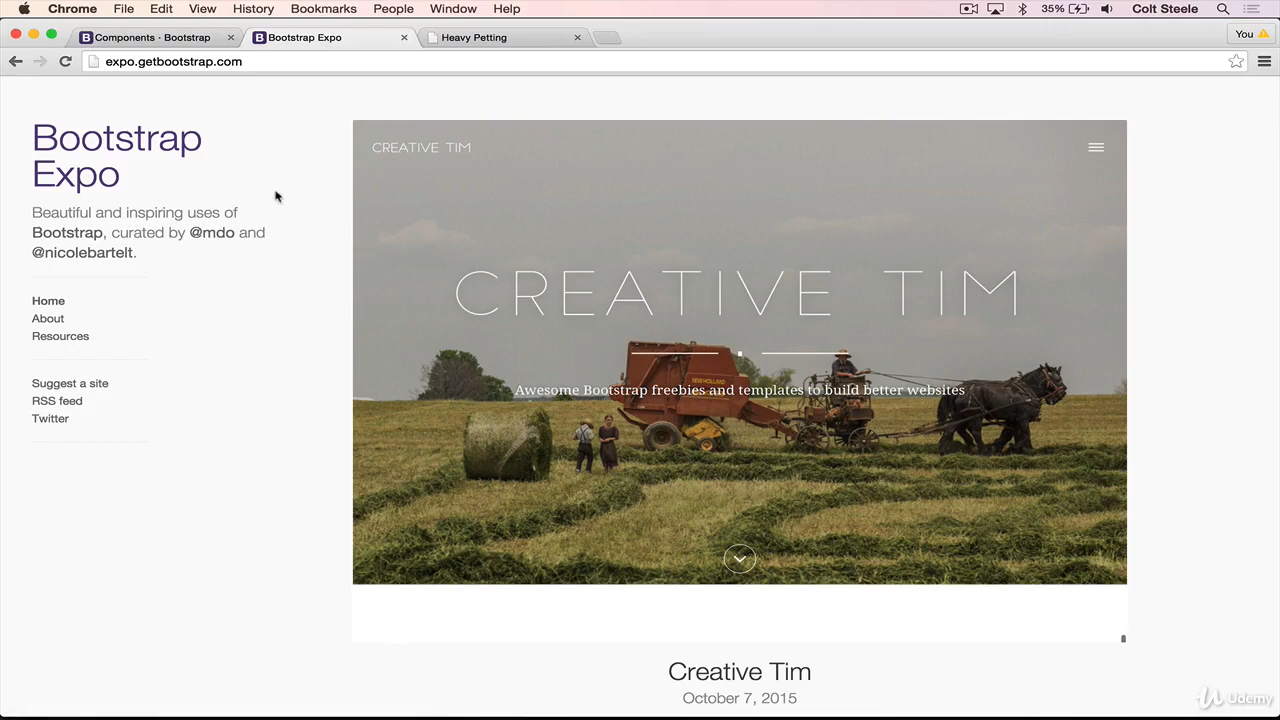 Chrome File Edit View History Bookmarks People Window Help 35% Colt Steele
Components · Bootstrap Bootstrap Expo Heavy Petting You
expo.getbootstrap.com
Bootstrap
Expo
Beautiful and inspiring uses of
Bootstrap, curated by @mdo and
@nicolebartelt.
Home
About
Resources
Suggest a site
RSS feed
Twitter
CREATIVE TIM
CREATIVE TIM
NEW HOLLAND
Awesome Bootstrap freebies and templates to build better websites
Creative Tim
October 7, 2015
Udemy